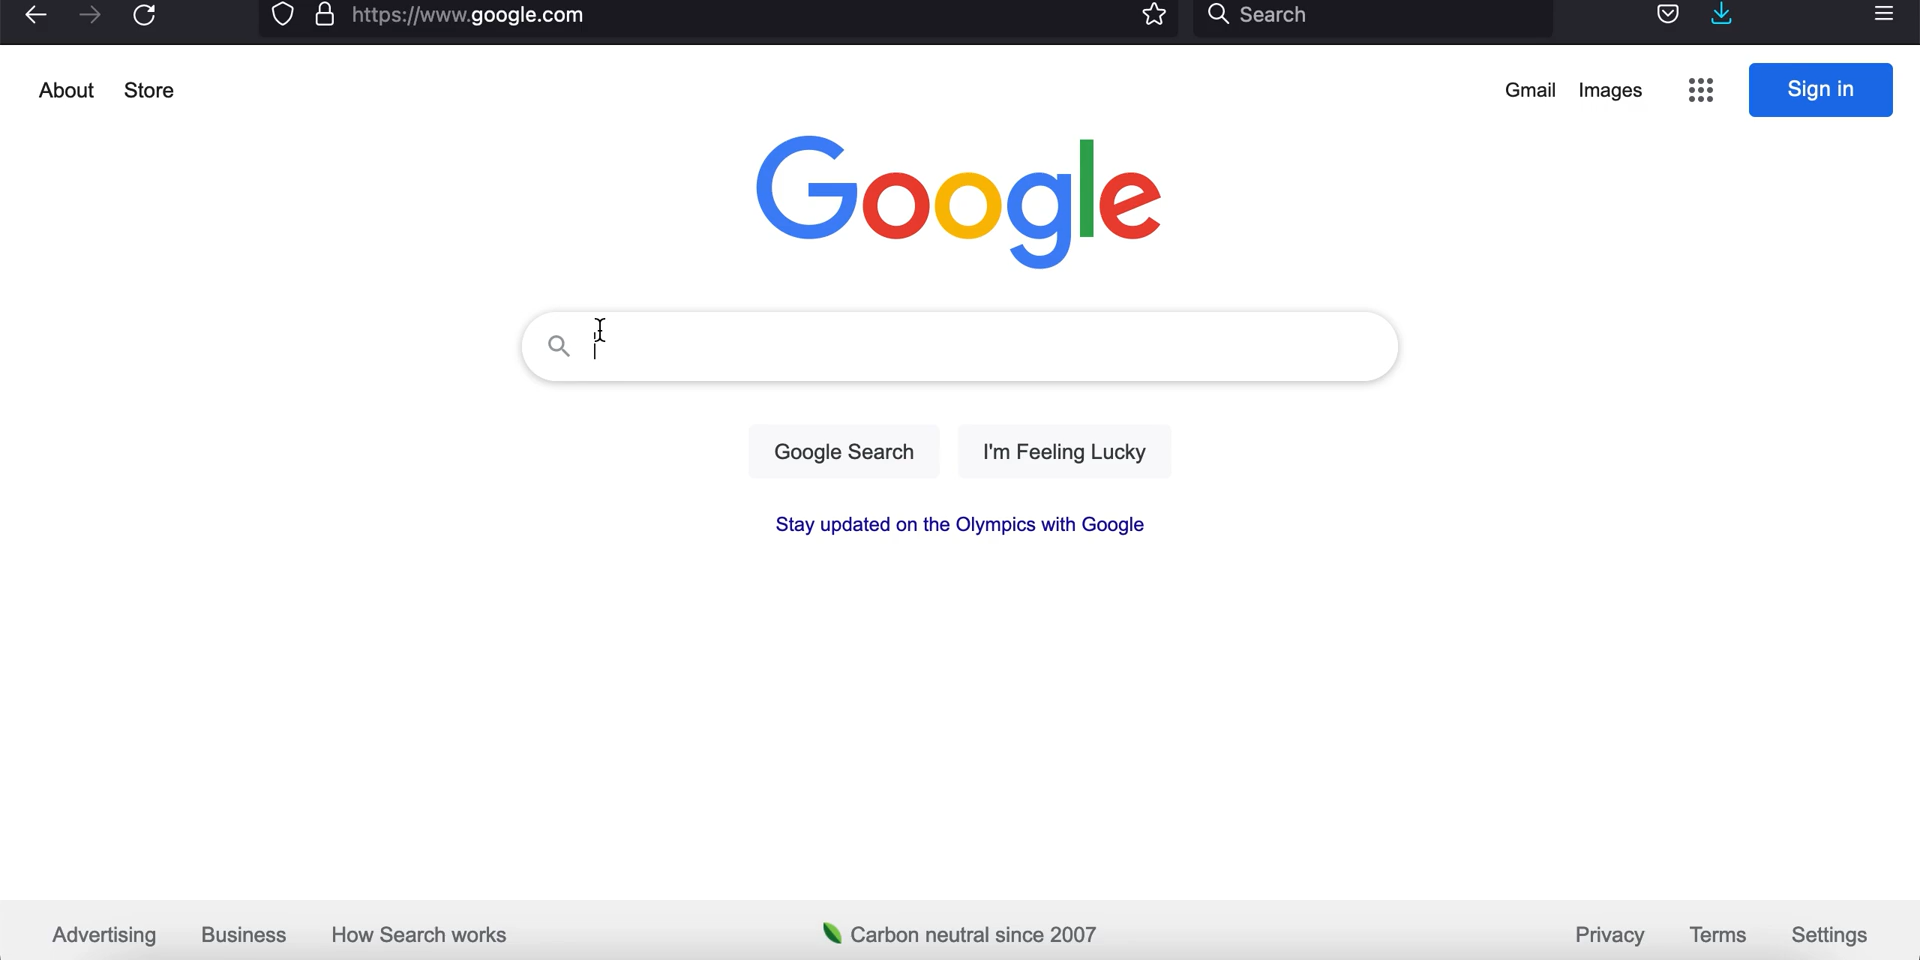 https://www.google.com Search
About Store Gmail Images Sign in
Google
Google Search I'm Feeling Lucky
Stay updated on the Olympics with Google
Advertising Business How Search works Carbon neutral since 2007 Privacy Terms Settings